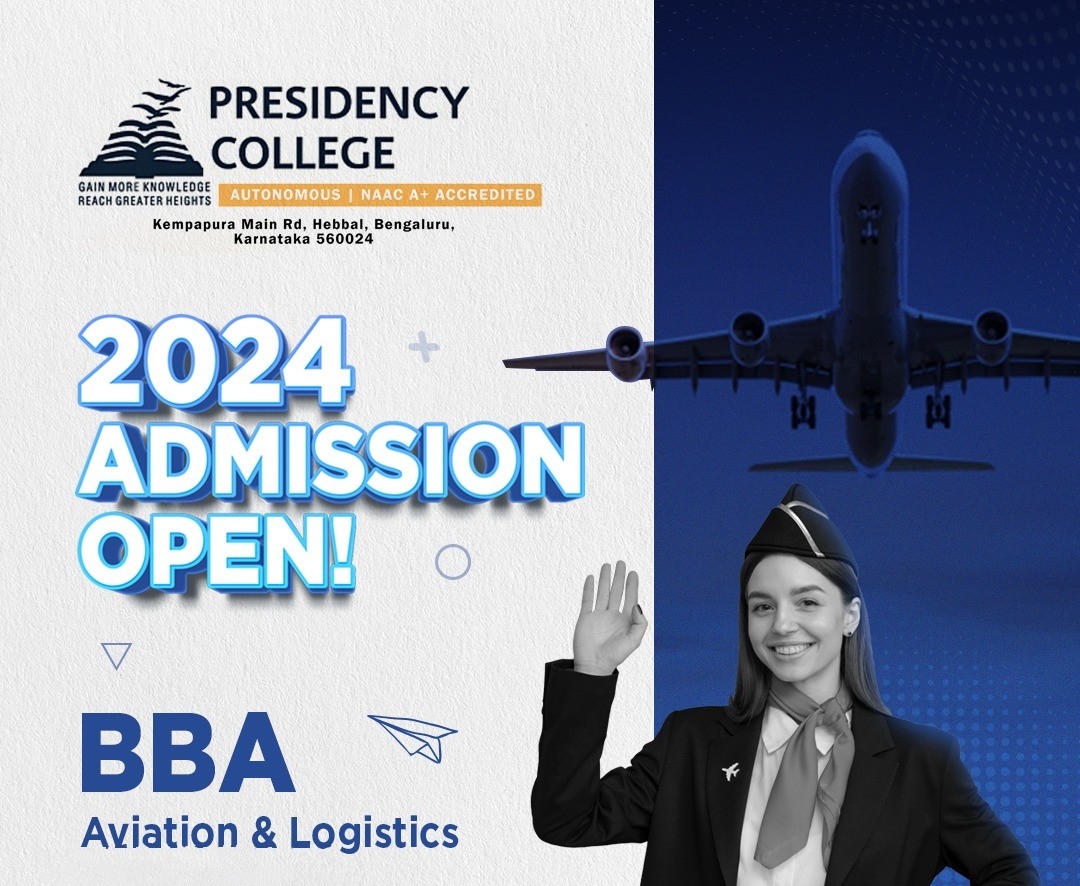 PRESIDENCY
COLLEGE
GAIN MORE KNOWLEDGE
REACH GREATER HEIGHTS
AUTONOMOUS | NAAC A+ ACCREDITED
Kempapura Main Rd, Hebbal, Bengaluru,
Karnataka 560024
2024
ADMISSION
OPEN!
BBA
Aviation & Logistics